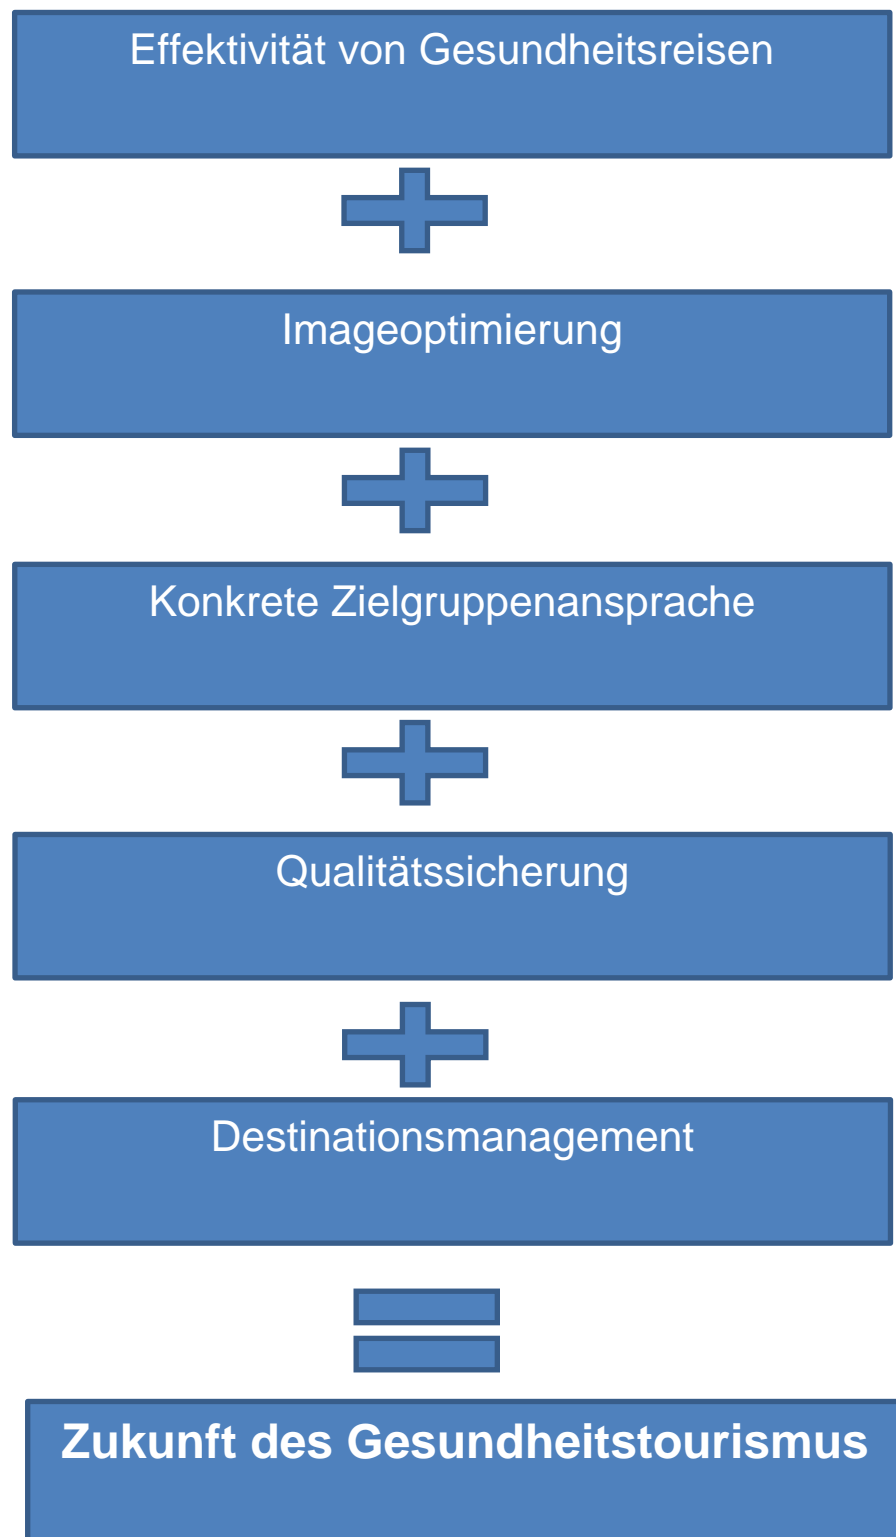 Effektivität von Gesundheitsreisen
Imageoptimierung
Konkrete Zielgruppenansprache
Qualitätssicherung
Destinationsmanagement
Zukunft des Gesundheitstourismus